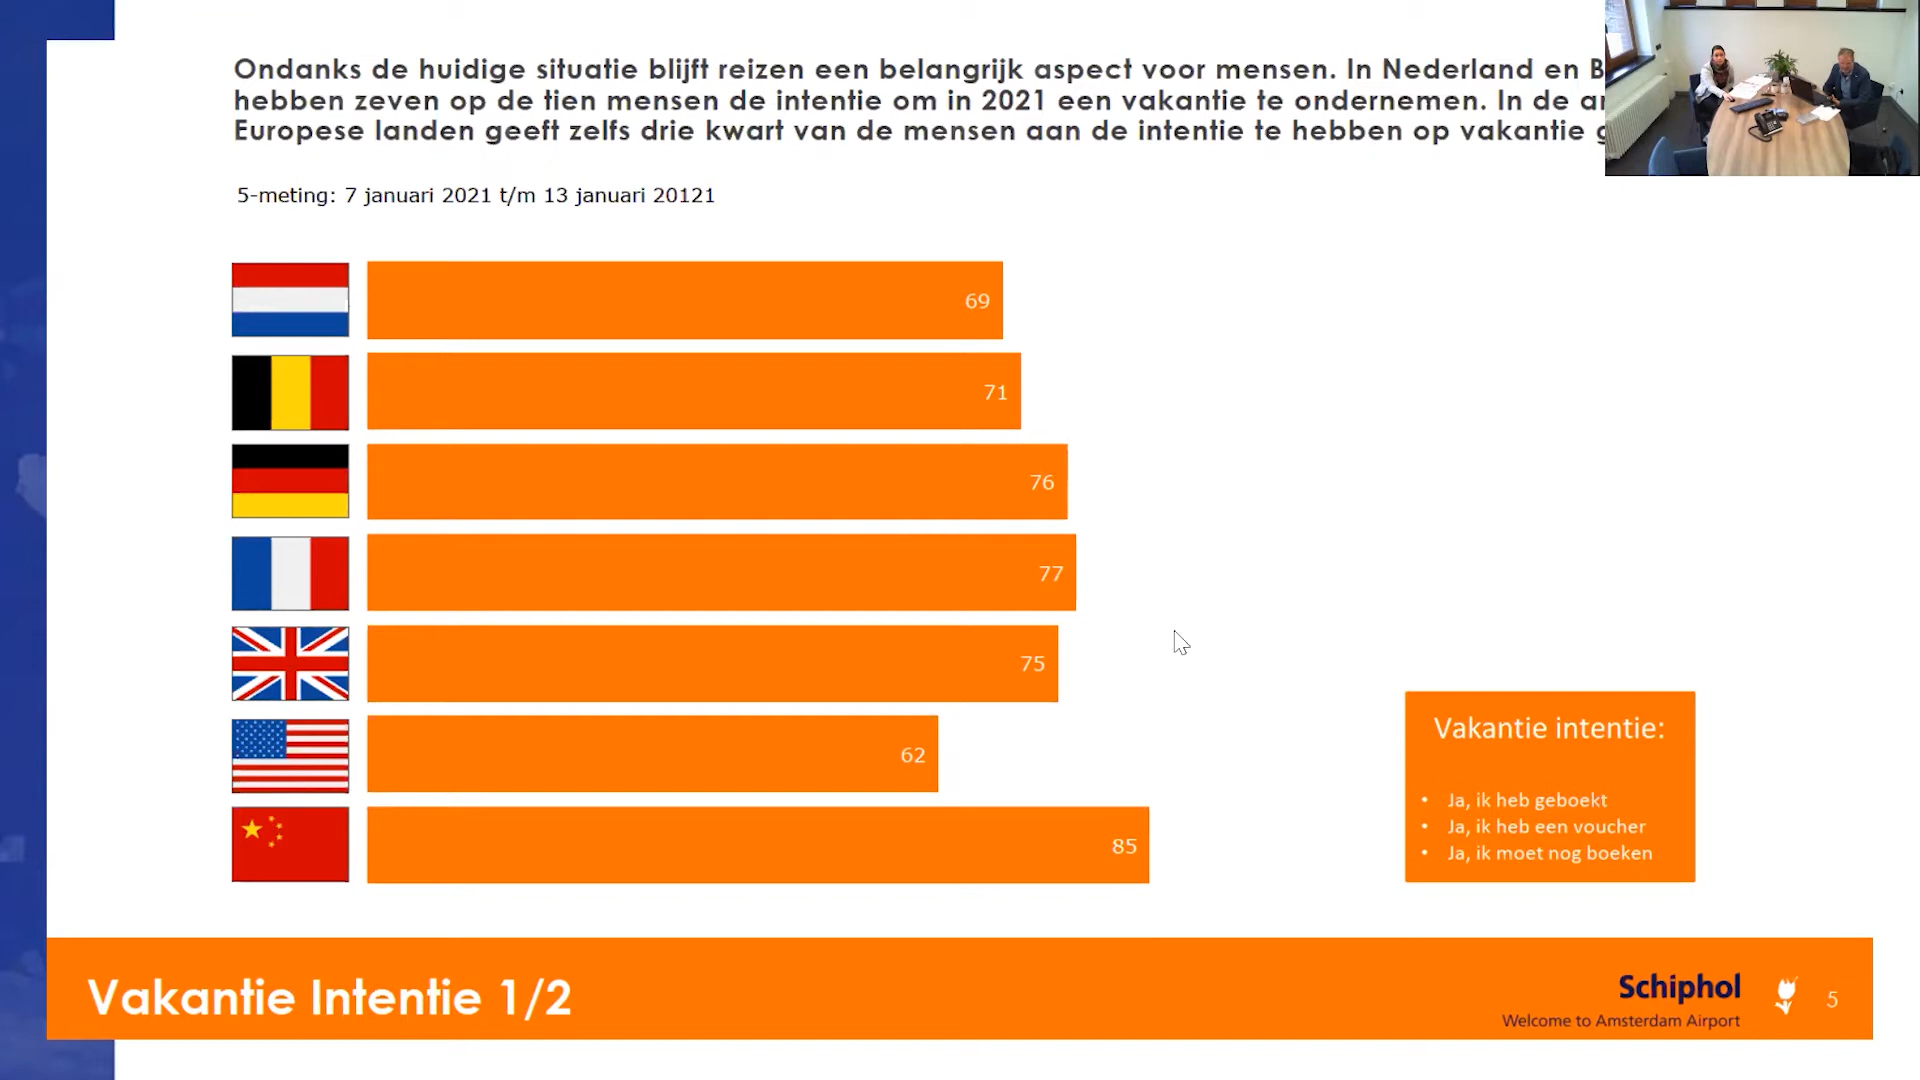 Ondanks de huidige situatie blijft reizen een belangrijk aspect voor mensen. In Nederland en
hebben zeven op de tien mensen de intentie om in 2021 een vakantie te ondernemen. In de
Europese landen geeft zelfs drie kwart van de mensen aan de intentie te hebben op vakantie
5-meting: 7 januari 2021 t/m 13 januari 20121
69
71
76
77
75
62
85
Vakantie intentie:
• Ja, ik heb geboekt
• Ja, ik heb een voucher
• Ja, ik moet nog boeken
Vakantie Intentie 1/2
Schiphol
Welcome to Amsterdam Airport
5